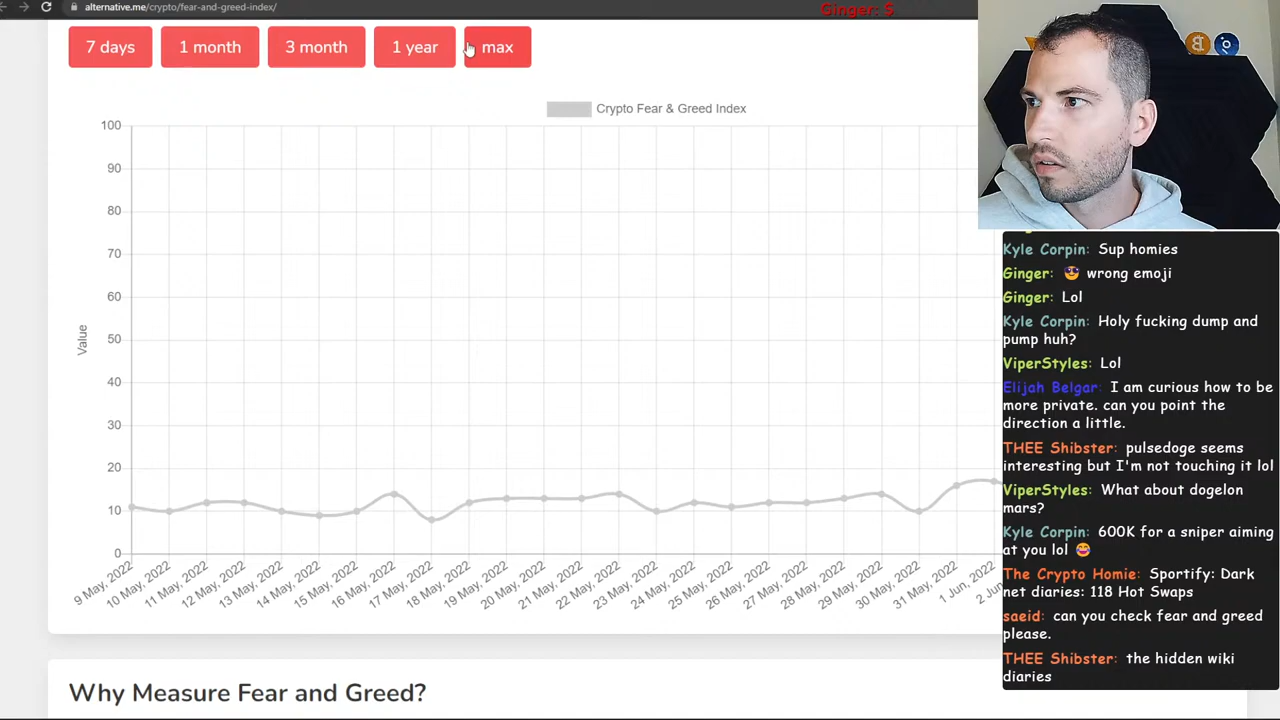 alternative.me/crypto/fear-and-greed-index/
Ginger: $
7 days
1 month
3 month
1 year
max
Crypto Fear & Greed Index
100
90
80
70
60
50
40
30
20
10
0
Value
9 May, 2022
10 May, 2022
11 May, 2022
12 May, 2022
13 May, 2022
14 May, 2022
15 May, 2022
16 May, 2022
17 May, 2022
18 May, 2022
19 May, 2022
20 May, 2022
21 May, 2022
22 May, 2022
23 May, 2022
24 May, 2022
25 May, 2022
26 May, 2022
27 May, 2022
28 May, 2022
29 May, 2022
30 May, 2022
31 May, 2022
1 Jun, 2022
2 Jun
Why Measure Fear and Greed?
Kyle Corpin: Sup homies
Ginger: wrong emoji
Ginger: Lol
Kyle Corpin: Holy fucking dump and
pump huh?
ViperStyles: Lol
Elijah Belgar: I am curious how to be
more private. can you point the
direction a little.
THEE Shibster: pulsedoge seems
interesting but I'm not touching it lol
ViperStyles: What about dogelon
mars?
Kyle Corpin: 600K for a sniper aiming
at you lol 😂
The Crypto Homie: Sportify: Dark
net diaries: 118 Hot Swaps
saeid: can you check fear and greed
please.
THEE Shibster: the hidden wiki
diaries